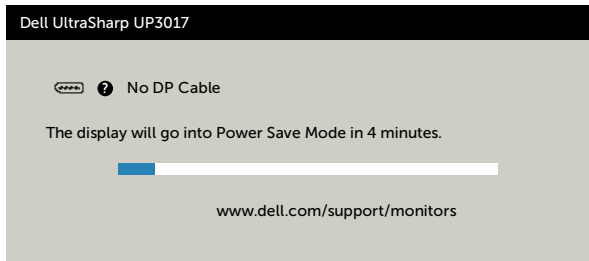 Dell UltraSharp UP3017
? No DP Cable
The display will go into Power Save Mode in 4 minutes.
www.dell.com/support/monitors